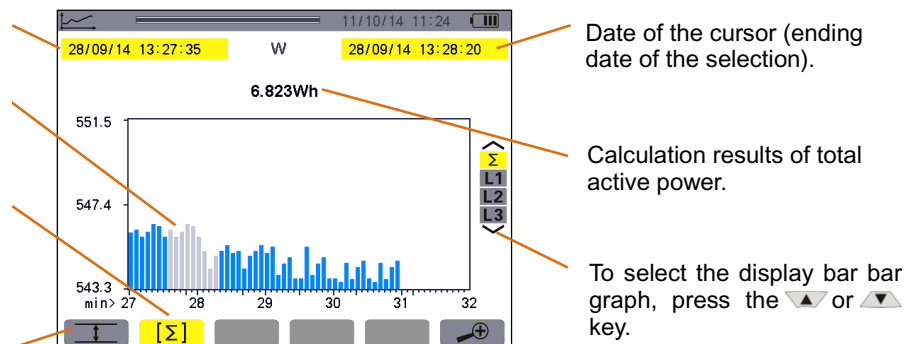 11/10/14 11:24
28/09/14 13:27:35 W 28/09/14 13:28:20
Date of the cursor (ending
date of the selection).
6.823Wh
551.5
547.4
543.3
min> 27 28 29 30 31 32
Σ
L1
L2
L3
Calculation results of total
active power.
To select the display bar bar
graph, press the ▲ or ▼
key.
[Σ]